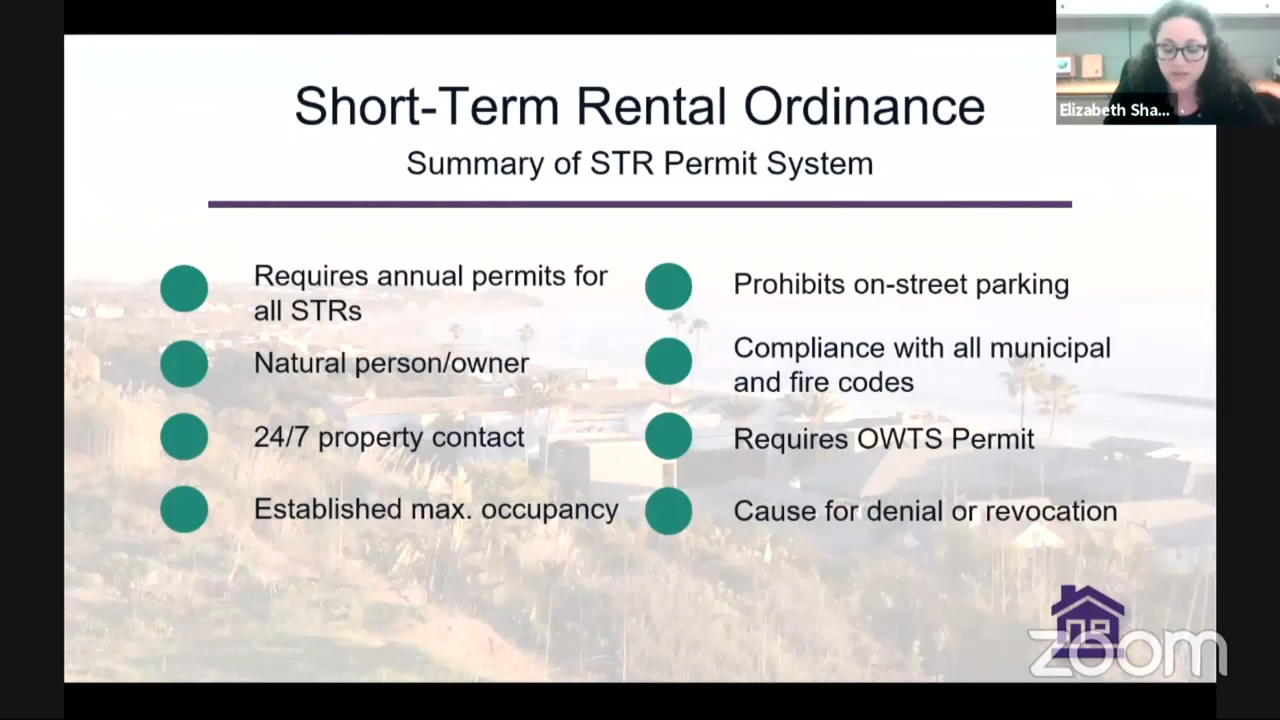 Short-Term Rental Ordinance
Summary of STR Permit System
Elizabeth Sha...
Requires annual permits for
all STRs
Natural person/owner
24/7 property contact
Established max. occupancy
Prohibits on-street parking
Compliance with all municipal
and fire codes
Requires OWTS Permit
Cause for denial or revocation
zoom